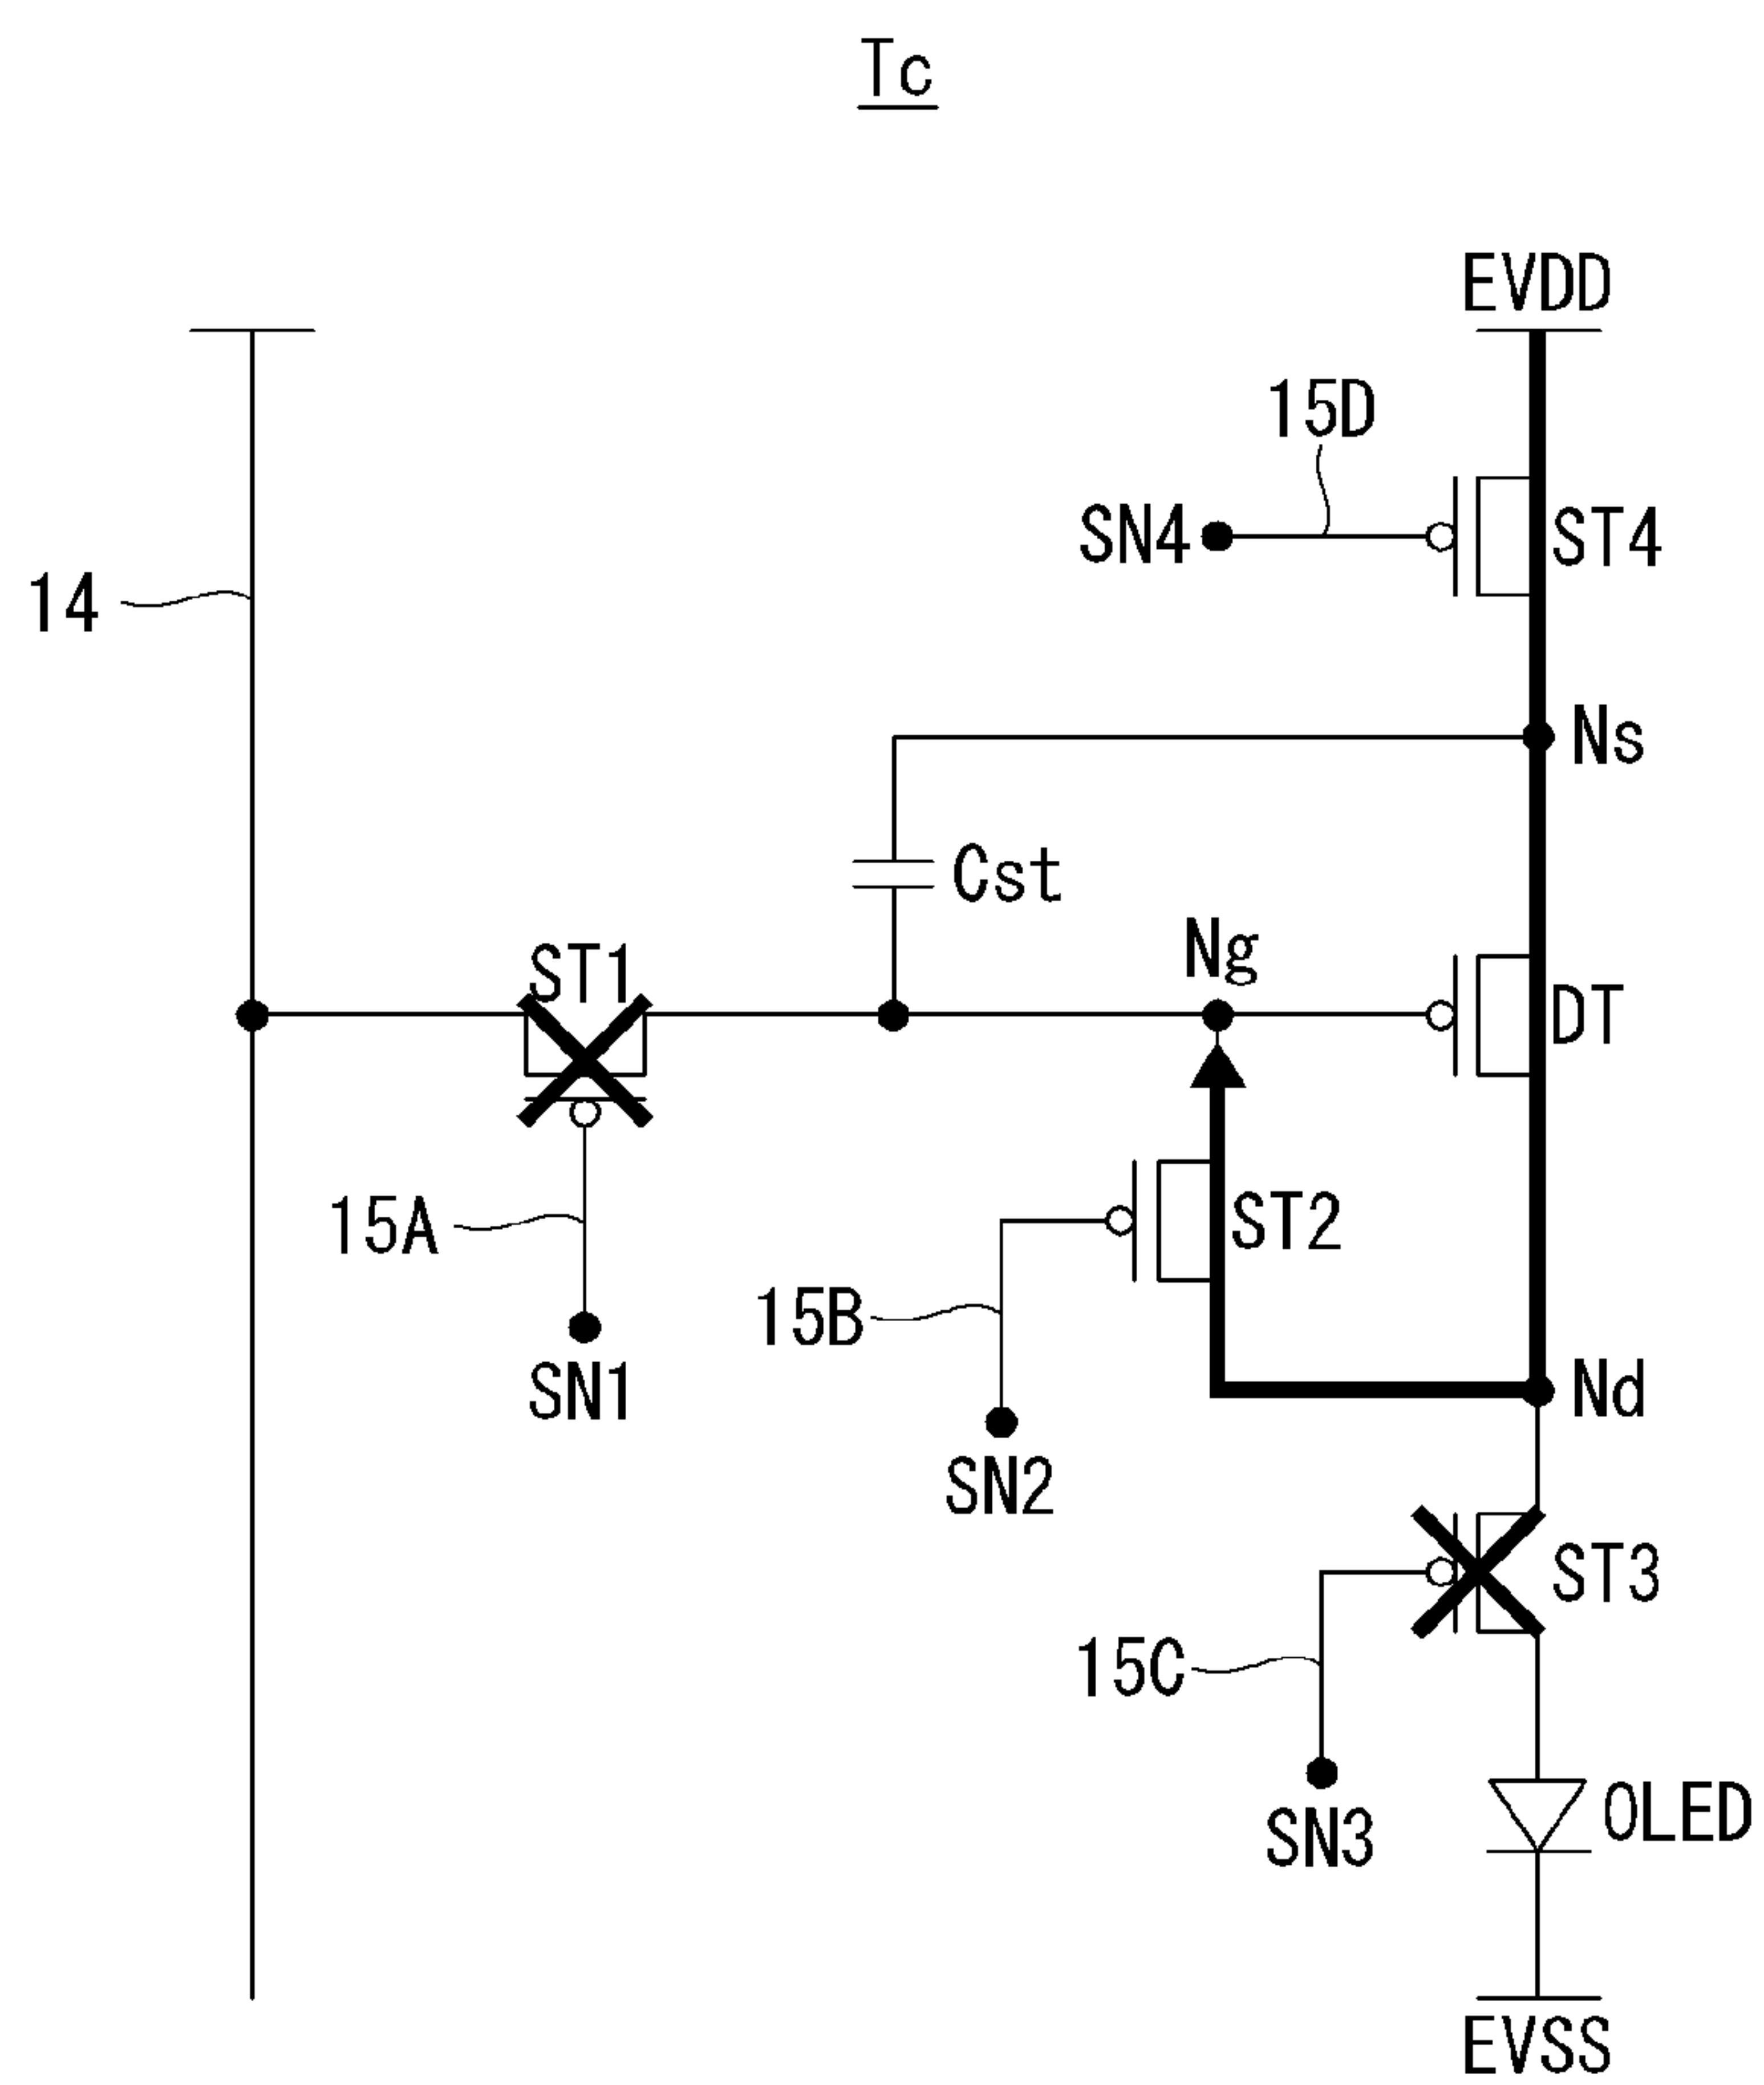 Tc
EVDD
15D
SN4
ST4
14
Ns
Cst
Ng
ST1
DT
15A
ST2
15B
SN1
Nd
SN2
ST3
15C
OLED
SN3
EVSS